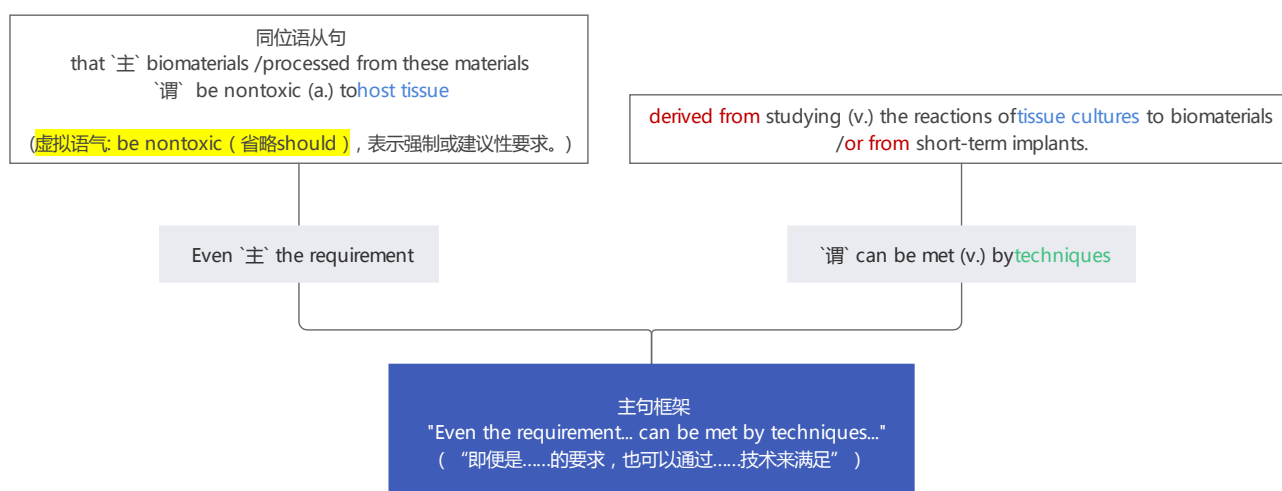 同位语从句
that `主` biomaterials /processed from these materials
`谓` be nontoxic (a.) tohost tissue
(虚拟语气: be nontoxic（省略should），表示强制或建议性要求。)
derived from studying (v.) the reactions oftissue cultures to biomaterials
/or from short-term implants.
Even `主` the requirement
`谓` can be met (v.) bytechniques
主句框架
"Even the requirement... can be met by techniques..."
（ “即便是……的要求，也可以通过……技术来满足” ）